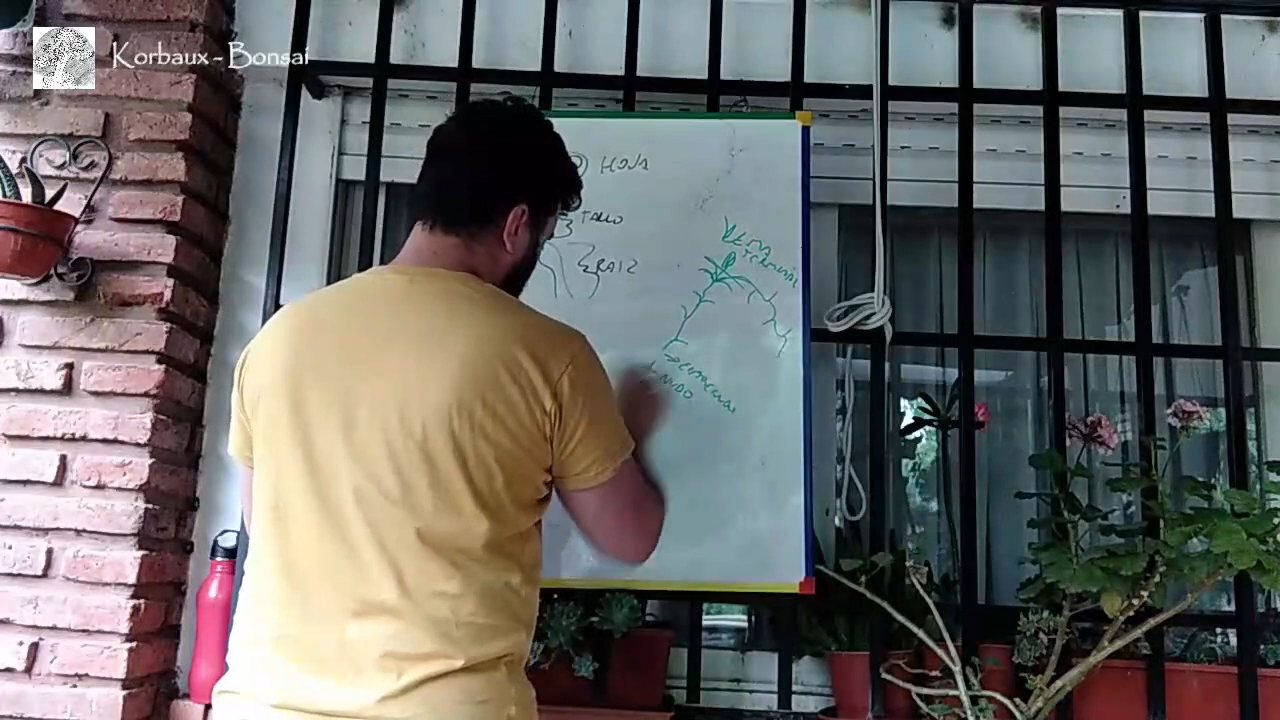 Korbaux - Bonsai
HOJA
TALLO
RAIZ
YEMA
TERMINAL
NUDO